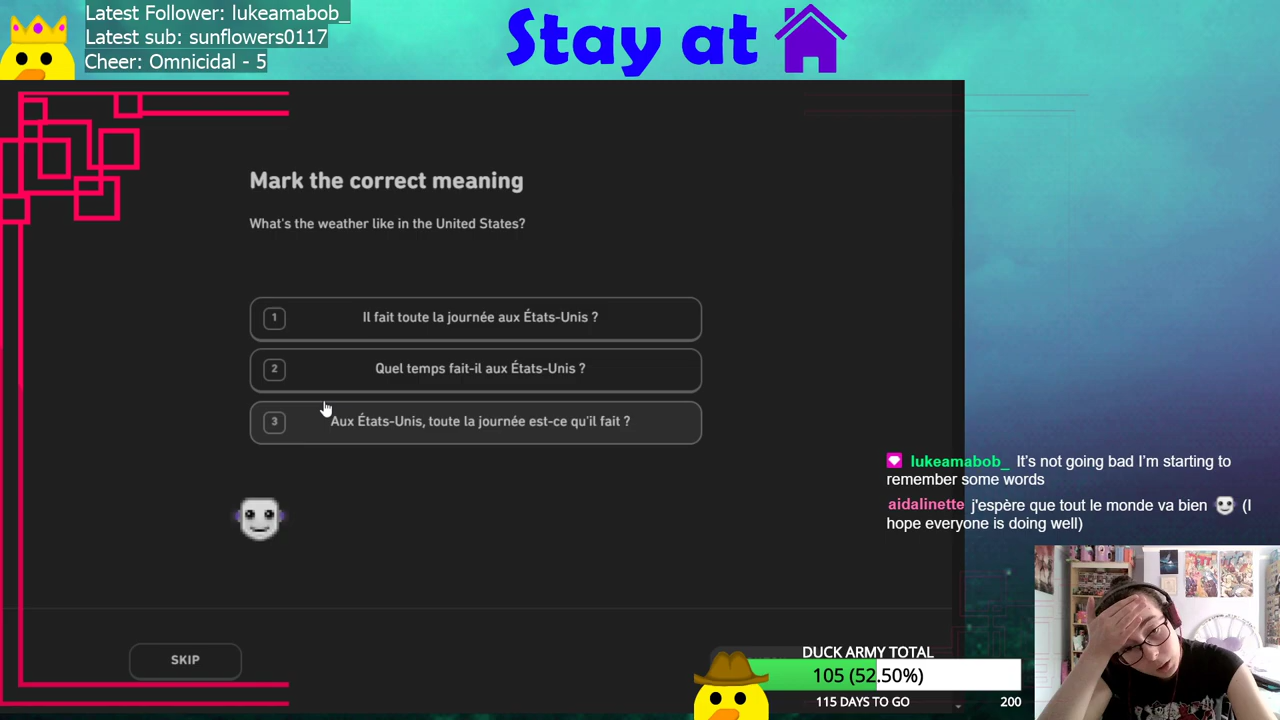 Latest Follower: lukeamabob_
Latest sub: sunflowers0117
Cheer: Omnicidal - 5
Stay at
Mark the correct meaning
What's the weather like in the United States?
1 Il fait toute la journée aux États-Unis ?
2 Quel temps fait-il aux États-Unis ?
3 Aux États-Unis, toute la journée est-ce qu'il fait ?
lukeamabob_ It's not going bad I'm starting to
remember some words
aidalinette j'espère que tout le monde va bien (I
hope everyone is doing well)
SKIP
DUCK ARMY TOTAL
105 (52.50%)
115 DAYS TO GO 200